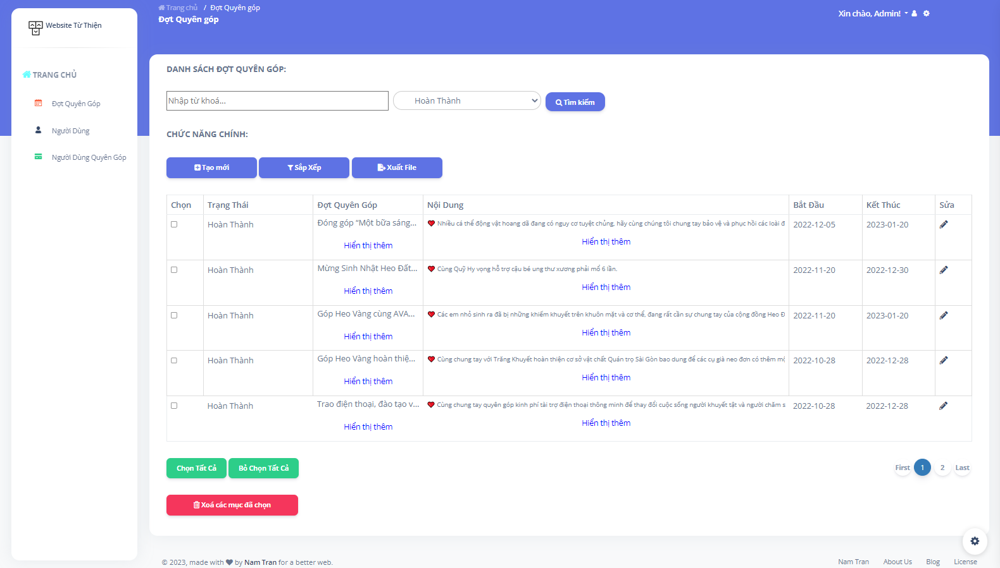 Website Từ Thiện
TRANG CHỦ
Đợt Quyên Góp
Người Dùng
Người Dùng Quyên Góp
Trang chủ / Đợt Quyên góp
Đợt Quyên góp
Xin chào, Admin!
DANH SÁCH ĐỢT QUYÊN GÓP:
Nhập từ khoá... Hoàn Thành Tìm kiếm
CHỨC NĂNG CHÍNH:
Tạo mới Sắp Xếp Xuất File
Chọn Trạng Thái Đợt Quyên Góp Nội Dung Bắt Đầu Kết Thúc Sửa
Hoàn Thành Đóng góp “Một bữa sáng... Nhiều cá thể động vật hoang dã đang có nguy cơ tuyệt chủng, hãy cùng chúng tôi chung tay bảo vệ và phục hồi các loài đ 2022-12-05 2023-01-20
Hiển thị thêm Hiển thị thêm
Hoàn Thành Mừng Sinh Nhật Heo Đất... Cùng Quỹ Hy vọng hỗ trợ cậu bé ung thư xương phải mổ 6 lần. 2022-11-20 2022-12-30
Hiển thị thêm Hiển thị thêm
Hoàn Thành Góp Heo Vàng cùng AVA... Các em nhỏ sinh ra đã bị những khiếm khuyết trên khuôn mặt và cơ thể, đang rất cần sự chung tay của cộng đồng Heo Đ 2022-11-20 2023-01-20
Hiển thị thêm Hiển thị thêm
Hoàn Thành Góp Heo Vàng hoàn thiệ... Cùng chung tay với Trăng Khuyết hoàn thiện cơ sở vật chất Quán trọ Sài Gòn bao dung để các cụ già neo đơn có thêm mộ 2022-10-28 2022-12-28
Hiển thị thêm Hiển thị thêm
Hoàn Thành Trao điện thoại, đào tạo v... Cùng chung tay quyên góp kinh phí tài trợ điện thoại thông minh để thay đổi cuộc sống người khuyết tật và người chăm s 2022-10-28 2022-12-28
Hiển thị thêm Hiển thị thêm
Chọn Tất Cả Bỏ Chọn Tất Cả First 1 2 Last
Xoá các mục đã chọn
© 2023, made with by Nam Tran for a better web. Nam Tran About Us Blog License